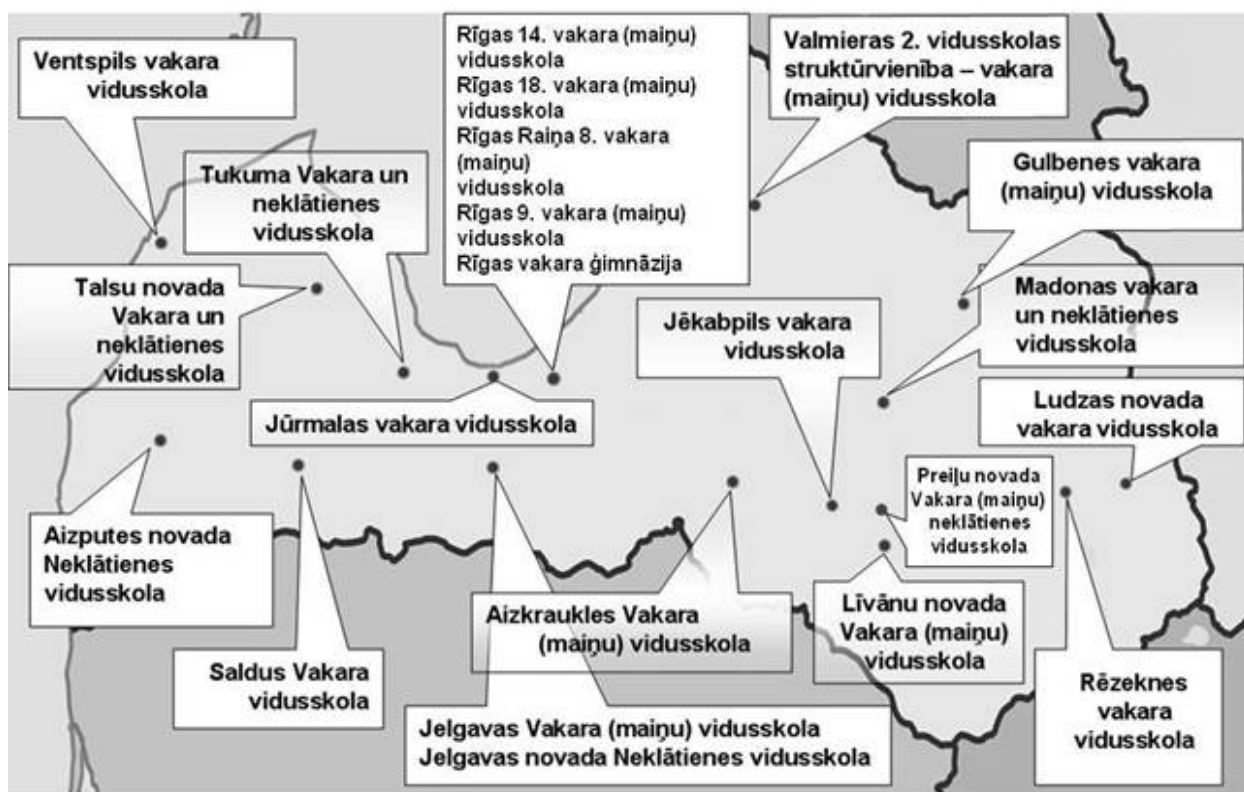 Ventspils vakara
vidusskola
Rīgas 14. vakara (maiņu)
vidusskola
Rīgas 18. vakara (maiņu)
vidusskola
Rīgas Raiņa 8. vakara
(maiņu)
vidusskola
Rīgas 9. vakara (maiņu)
vidusskola
Rīgas vakara ģimnāzija
Valmieras 2. vidusskolas
struktūrvienība – vakara
(maiņu) vidusskola
Tukuma Vakara un
neklātienes
vidusskola
Gulbenes vakara
(maiņu) vidusskola
Talsu novada
Vakara un
neklātienes
vidusskola
Madonas vakara
un neklātienes
vidusskola
Jēkabpils vakara
vidusskola
Jūrmalas vakara vidusskola
Ludzas novada
vakara vidusskola
Preiļu novada
Vakara (maiņu)
neklātienes
vidusskola
Aizputes novada
Neklātienes
vidusskola
Aizkraukles Vakara
(maiņu) vidusskola
Līvānu novada
Vakara (maiņu)
vidusskola
Saldus Vakara
vidusskola
Rēzeknes
vakara
vidusskola
Jelgavas Vakara (maiņu) vidusskola
Jelgavas novada Neklātienes vidusskola